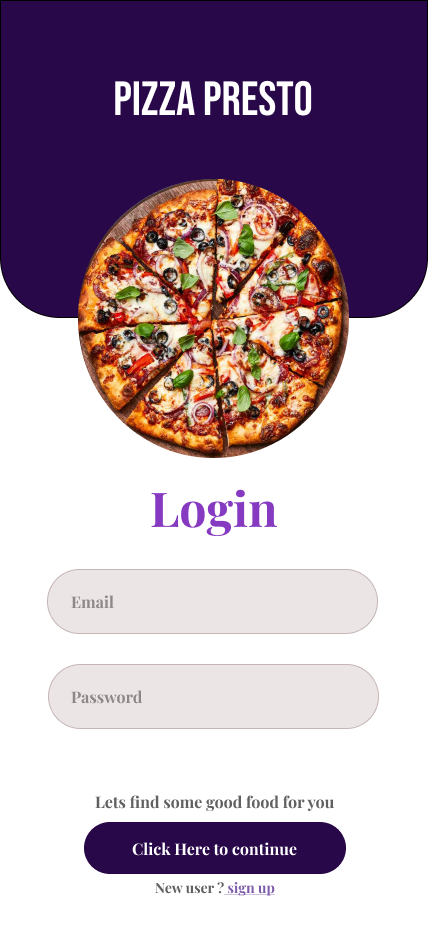 PIZZA PRESTO
Login
Email
Password
Lets find some good food for you
Click Here to continue
New user ? sign up